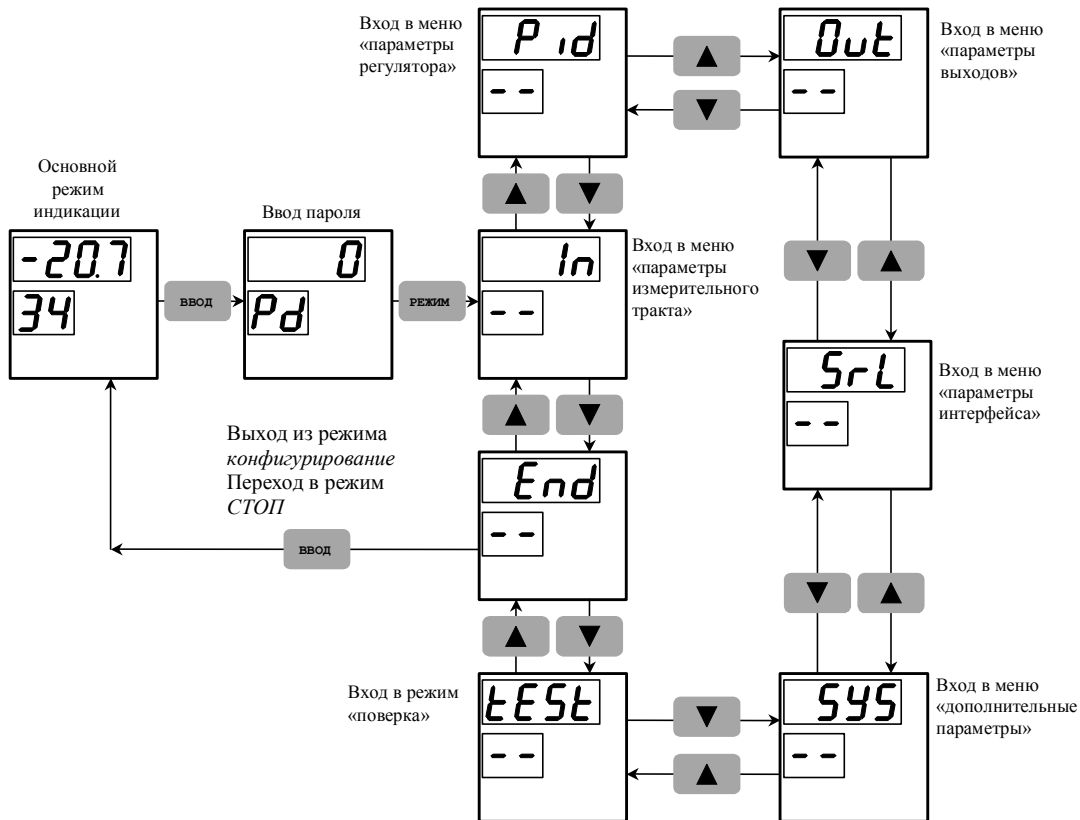 Вход в меню
«параметры
регулятора»
P id
--
▲
▼
Out
--
Вход в меню
«параметры
выходов»
Основной
режим
индикации
-20.7
34
ВВОД
Ввод пароля
0
Pd
РЕЖИМ
▲
▼
In
--
Вход в меню
«параметры
измерительного
тракта»
▼
▲
SrL
--
Вход в меню
«параметры
интерфейса»
▲
▼
Выход из режима
конфигурирование
Переход в режим
СТОП
ВВОД
End
--
▲
▼
▼
▲
Вход в режим
«поверка»
tESt
--
▼
▲
SYS
--
Вход в меню
«дополнительные
параметры»